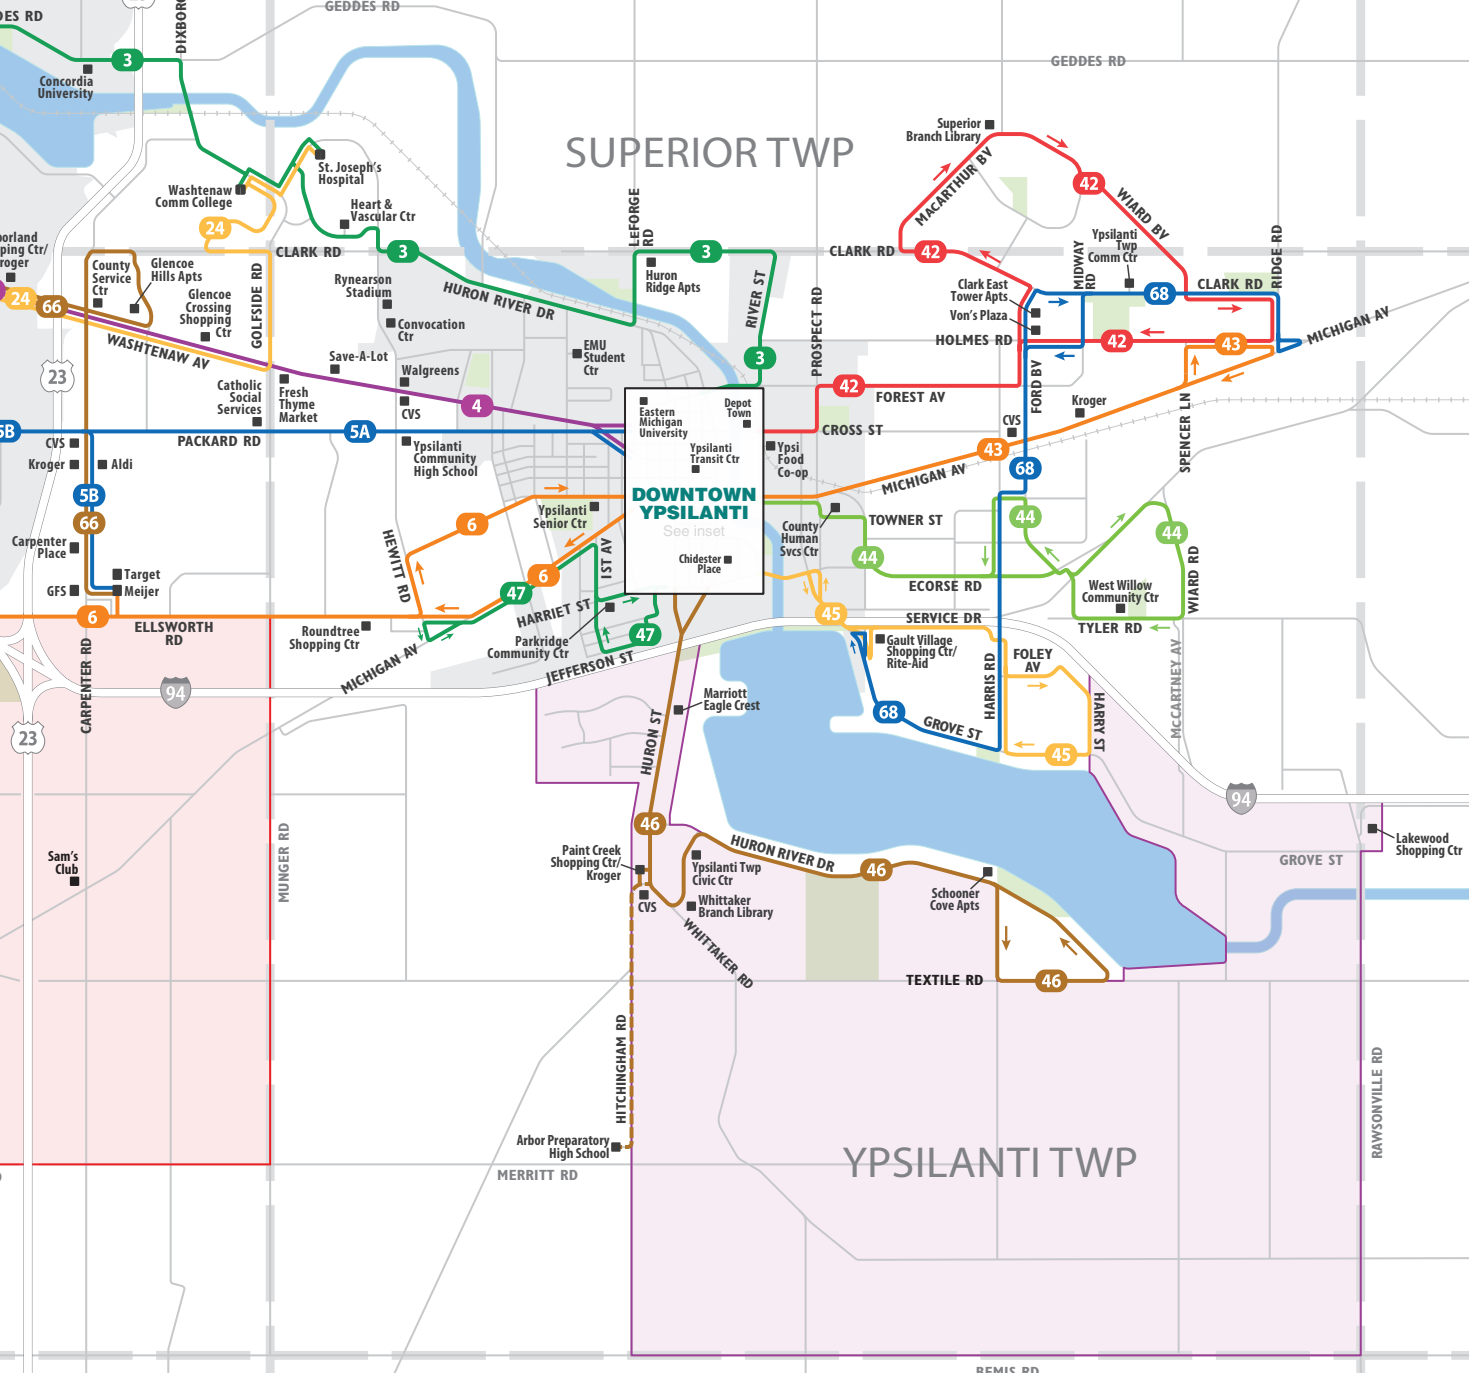 DES RD
DIXBORO
GEDDES RD
GEDDES RD
3
Concordia
University
SUPERIOR TWP
Superior
Branch Library
MACARTHUR BV
42
WIARD BV
St. Joseph's
Hospital
Washtenaw
Comm College
Heart &
Vascular Ctr
24
CLARK RD
3
LEFORGE
RD
3
CLARK RD
42
MIDWAY
RD
Ypsilanti
Twp
Comm Ctr
RIDGE RD
ping Ctr/
roger
24
66
County
Service
Ctr
Glencoe
Hills Apts
Glencoe
Crossing
Shopping
Ctr
GOLFSIDE RD
Rynearson
Stadium
Convocation
Ctr
HURON RIVER DR
Huron
Ridge Apts
RIVER ST
PROSPECT RD
Clark East
Tower Apts
Von's Plaza
68
CLARK RD
MICHIGAN AV
HOLMES RD
42
43
WASHTENAW AV
23
Save-A-Lot
EMU
Student
Ctr
3
Walgreens
CVS
4
Catholic
Social
Services
Fresh
Thyme
Market
42
FOREST AV
FORD BV
Kroger
SPENCER LN
Eastern
Michigan
University
Depot
Town
Ypsilanti
Transit Ctr
DOWNTOWN
YPSILANTI
See inset
Chidester
Place
CROSS ST
CVS
43
MICHIGAN AV
68
Ypsi
Food
Co-op
5B
PACKARD RD
5A
Ypsilanti
Community
High School
CVS
Kroger
Aldi
5B
66
Carpenter
Place
Target
GFS
Meijer
6
ELLSWORTH
RD
HEWITT RD
6
Ypsilanti
Senior Ctr
6
47
1ST AV
HARRIET ST
Parkridge
Community Ctr
47
JEFFERSON ST
Roundtree
Shopping Ctr
MICHIGAN AV
County
Human
Svcs Ctr
TOWNER ST
44
44
44
ECORSE RD
West Willow
Community Ctr
WIARD RD
TYLER RD
45
SERVICE DR
Gault Village
Shopping Ctr/
Rite-Aid
FOLEY
AV
HARRIS RD
HARRY ST
MCCARTNEY AV
68
GROVE ST
45
CARPENTER RD
94
23
Marriott
Eagle Crest
HURON ST
94
46
Lakewood
Shopping Ctr
GROVE ST
Sam's
Club
MUNGER RD
Paint Creek
Shopping Ctr/
Kroger
CVS
Ypsilanti Twp
Civic Ctr
Whittaker
Branch Library
HURON RIVER DR
46
Schooner
Cove Apts
WHITTAKER RD
TEXTILE RD
46
HITCHINGHAM RD
RAWSONVILLE RD
Arbor Preparatory
High School
MERRITT RD
YPSILANTI TWP
BEMIS RD